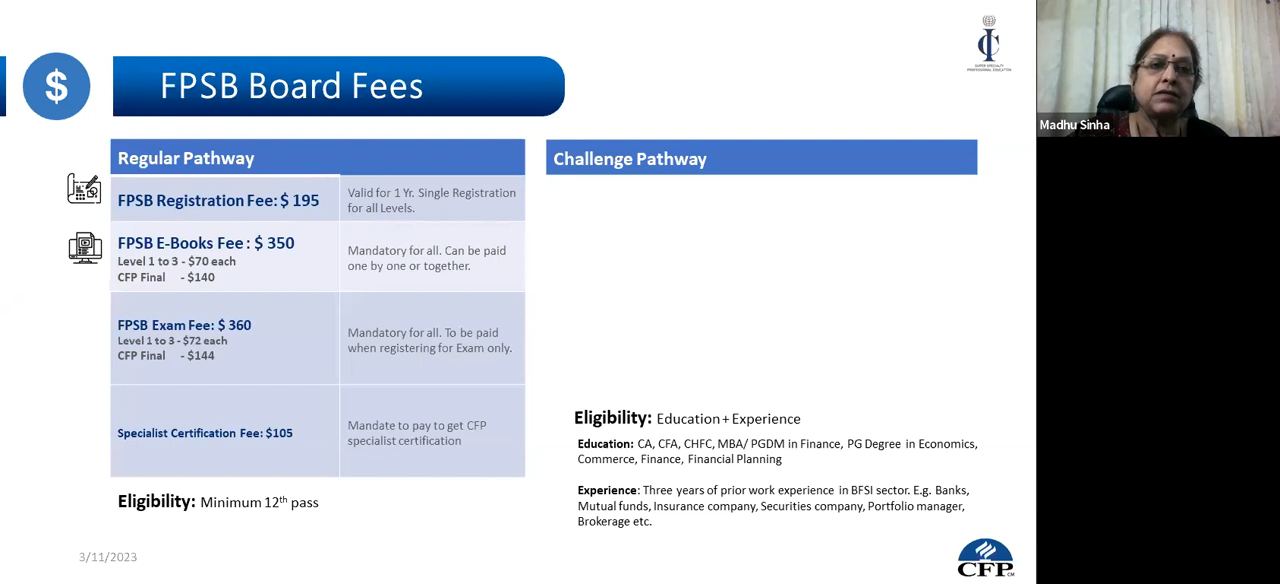 FPSB Board Fees
SUPER SPECIALTY
PROFESSIONAL EDUCATION
$
Regular Pathway
FPSB Registration Fee: $ 195
Valid for 1 Yr. Single Registration
for all Levels.
FPSB E-Books Fee : $ 350
Level 1 to 3 - $70 each
CFP Final - $140
Mandatory for all. Can be paid
one by one or together.
FPSB Exam Fee: $ 360
Level 1 to 3 - $72 each
CFP Final - $144
Mandatory for all. To be paid
when registering for Exam only.
Specialist Certification Fee: $105
Mandate to pay to get CFP
specialist certification
Eligibility: Minimum 12th pass
Challenge Pathway
Eligibility: Education + Experience
Education: CA, CFA, CHFC, MBA/ PGDM in Finance, PG Degree in Economics,
Commerce, Finance, Financial Planning
Experience: Three years of prior work experience in BFSI sector. E.g. Banks,
Mutual funds, Insurance company, Securities company, Portfolio manager,
Brokerage etc.
3/11/2023
CFP
CM
Madhu Sinha